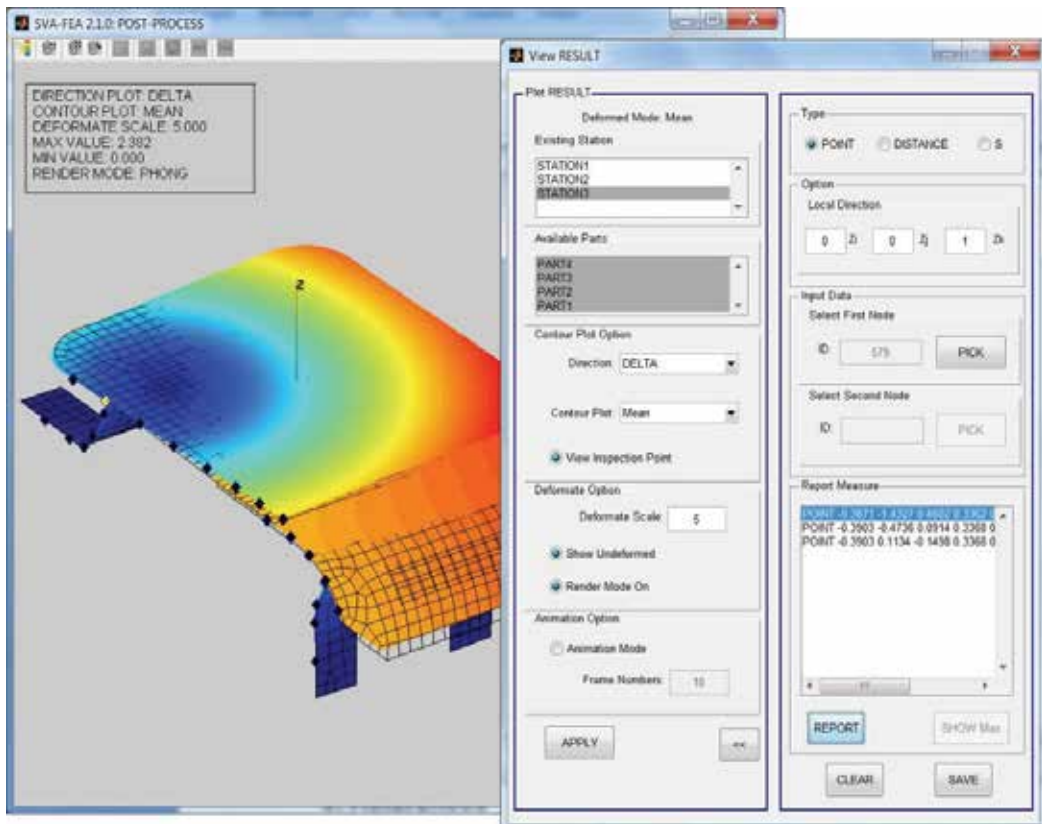 SVA-FEA 2.1.0: POST-PROCESS
DIRECTION PLOT: DELTA
CONTOUR PLOT: MEAN
DEFORMATE SCALE: 5.000
MAX VALUE: 2.382
MIN VALUE: 0.000
RENDER MODE: PHONG
Z
View RESULT
Plot RESULT
Deformed Mode: Mean
Existing Station
STATION1
STATION2
STATION3
Available Parts
PART4
PART3
PART2
PART1
Contour Plot Option
Direction: DELTA
Contour Plot: Mean
View Inspection Point
Deformate Option
Deformate Scale: 5
Show Undeformed
Render Mode On
Animation Option
Animation Mode
Frame Numbers: 10
APPLY
<<
Type
POINT DISTANCE S
Option
Local Direction
0 Zi 0 Zj 1 Zk
Input Data
Select First Node
ID: 579 PICK
Select Second Node
ID: PICK
Report Measure
POINT
POINT -0.3903 -0.4736 0.0914 0.3368 0
POINT -0.3903 0.1134 -0.1498 0.3368 0
REPORT SHOW Max
CLEAR SAVE